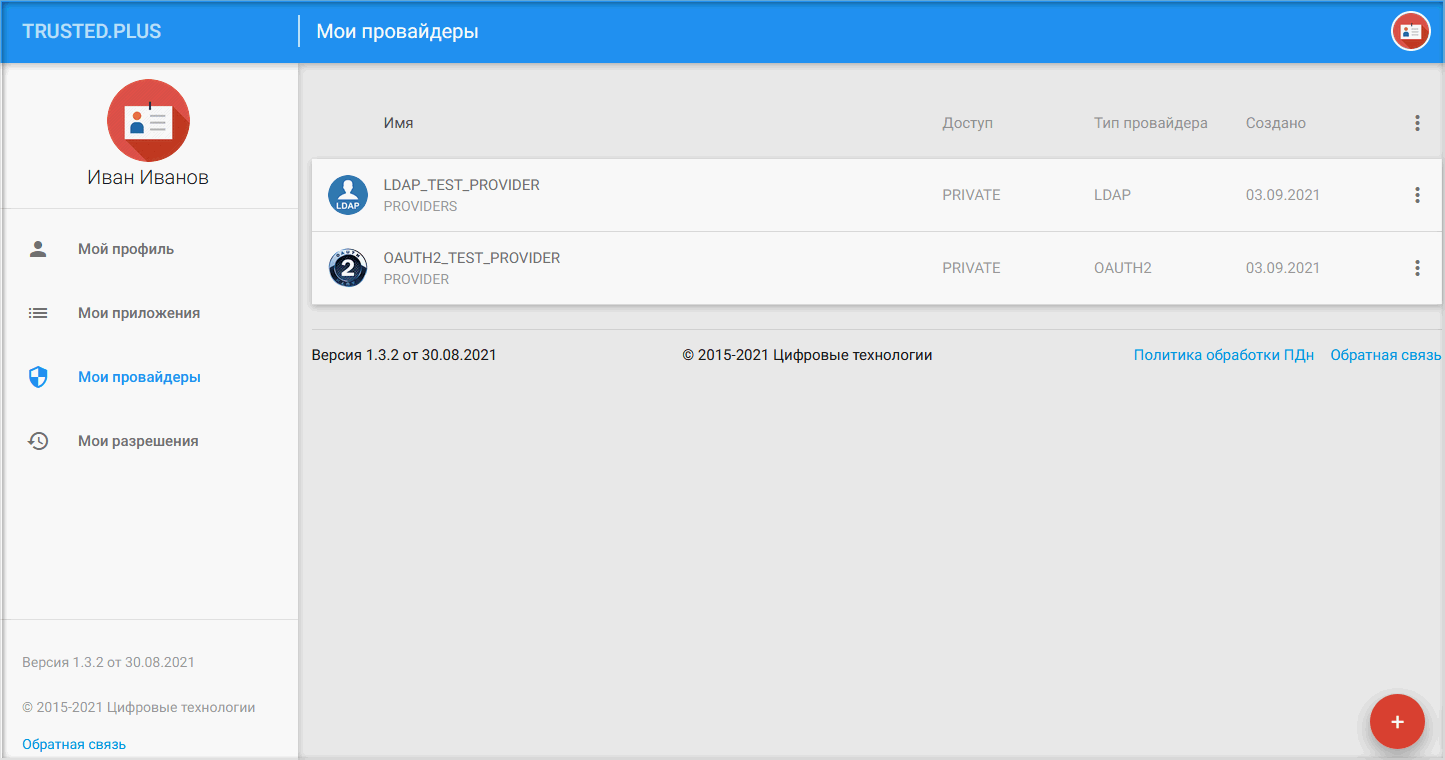 TRUSTED.PLUS
Мои провайдеры
Иван Иванов
Мой профиль
Мои приложения
Мои провайдеры
Мои разрешения
Версия 1.3.2 от 30.08.2021
© 2015-2021 Цифровые технологии
Обратная связь
Имя Доступ Тип провайдера Создано
LDAP
LDAP_TEST_PROVIDER PRIVATE LDAP 03.09.2021
PROVIDERS
2
OAUTH2_TEST_PROVIDER PRIVATE OAUTH2 03.09.2021
PROVIDER
Версия 1.3.2 от 30.08.2021 © 2015-2021 Цифровые технологии Политика обработки ПДн Обратная связь
+